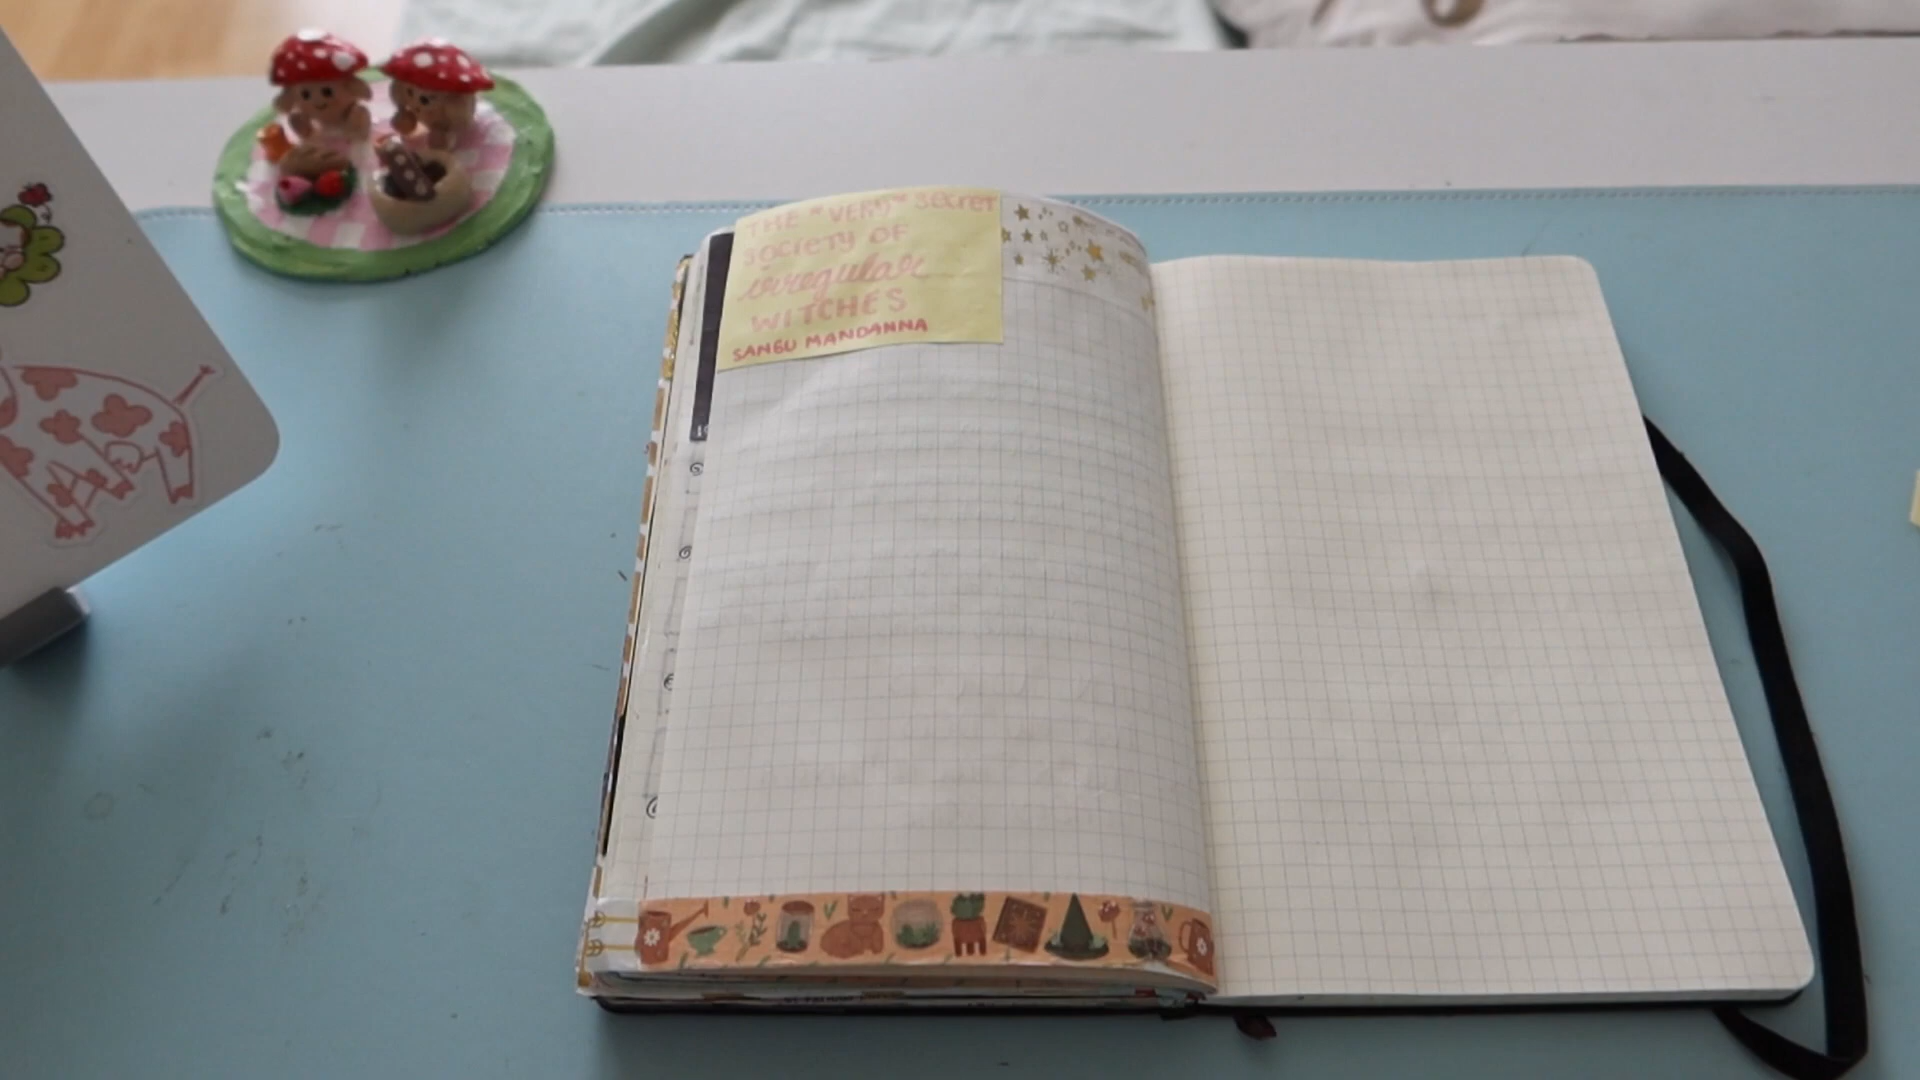 THE "VERY" SECRET
SOCIETY OF
irregular
WITCHES
SANGU MANDANNA